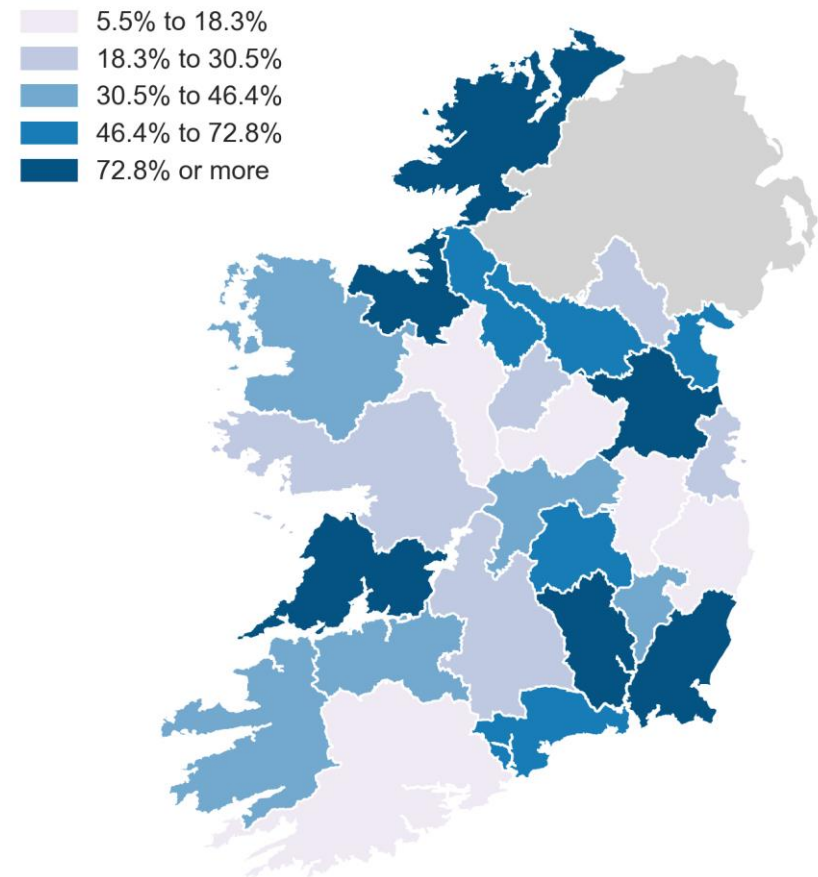 5.5% to 18.3%
18.3% to 30.5%
30.5% to 46.4%
46.4% to 72.8%
72.8% or more